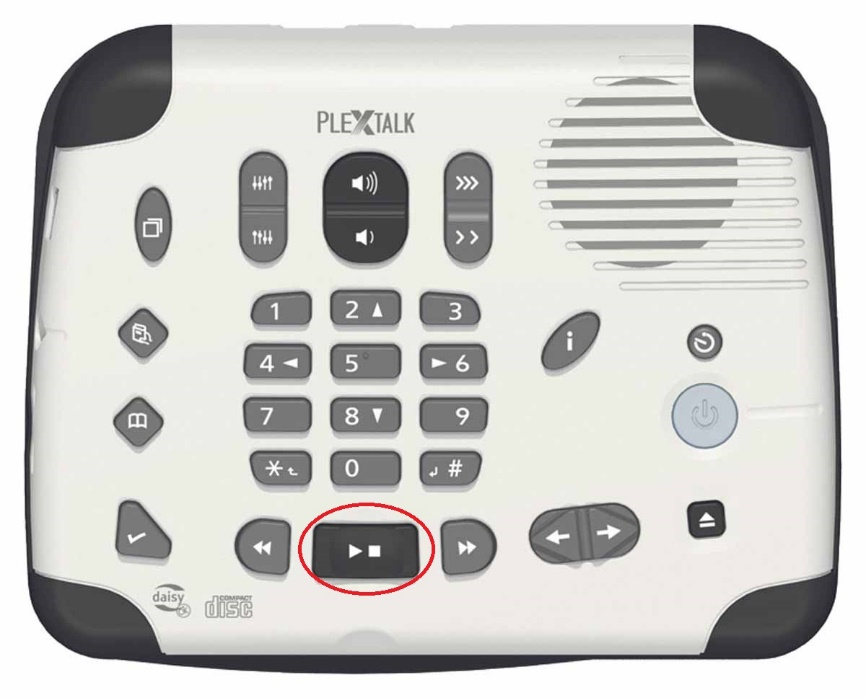 PLEXTALK
1 2 3
4 5 6
7 8 9
* 0 #
i
daisy
COMPACT
disc